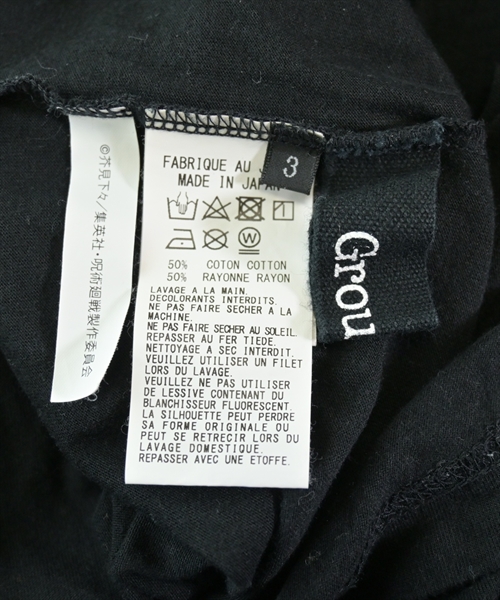 ©芥見下々／集英社・呪術廻戦製作委員会
FABRIQUE AU J
MADE IN JAPAN
3
50% COTON COTTON
50% RAYONNE RAYON
LAVAGE A LA MAIN.
DECOLORANTS INTERDITS.
NE PAS FAIRE SECHER A LA
MACHINE.
NE PAS FAIRE SECHER AU SOLEIL.
REPASSER AU FER TIEDE.
NETTOYAGE A SEC INTERDIT.
VEUILLEZ UTILISER UN FILET
LORS DU LAVAGE.
VEUILLEZ NE PAS UTILISER
DE LESSIVE CONTENANT DU
BLANCHISSEUR FLUORESCENT.
LA SILHOUETTE PEUT PERDRE
SA FORME ORIGINALE OU
PEUT SE RETRECIR LORS DU
LAVAGE DOMESTIQUE.
REPASSER AVEC UNE ETOFFE.
Grou